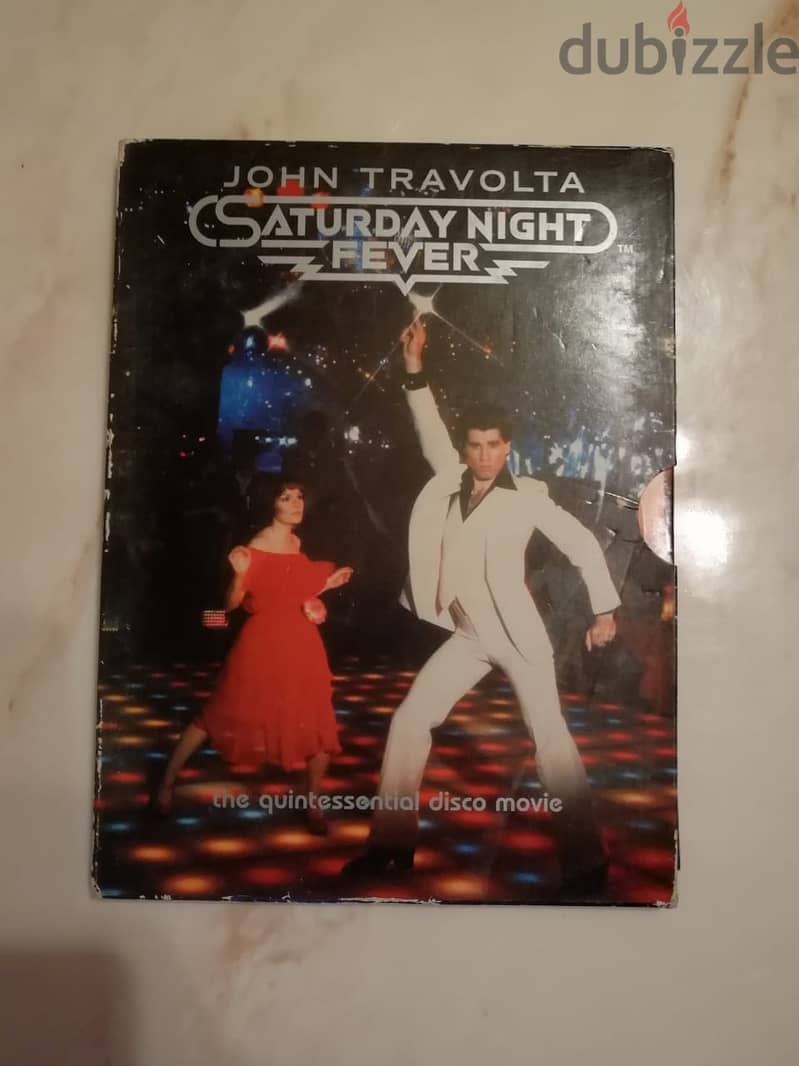 dubizzle
JOHN TRAVOLTA
SATURDAY NIGHT
FEVER
TM
the quintessential disco movie